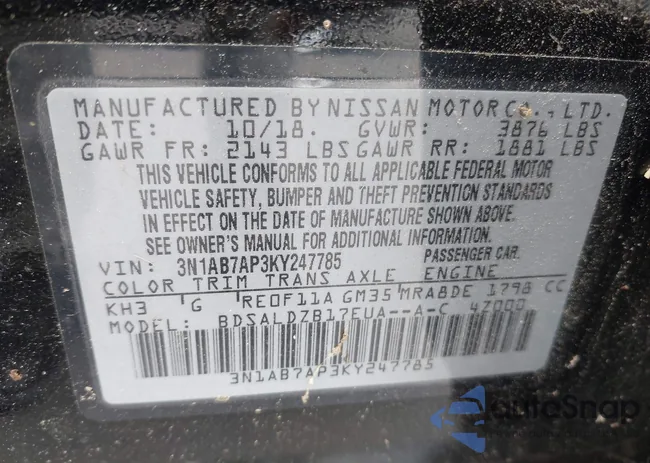 MANUFACTURED BY NISSAN MOTOR CO., LTD.
DATE: 10/18. GVWR: 3876 LBS
GAWR FR: 2143 LBS GAWR RR: 1881 LBS
THIS VEHICLE CONFORMS TO ALL APPLICABLE FEDERAL MOTOR
VEHICLE SAFETY, BUMPER AND THEFT PREVENTION STANDARDS
IN EFFECT ON THE DATE OF MANUFACTURE SHOWN ABOVE.
SEE OWNER'S MANUAL FOR ADDITIONAL INFORMATION
VIN: 3N1AB7AP3KY247785 PASSENGER CAR.
COLOR TRIM TRANS AXLE ENGINE
KH3 G RE0F11A GM35 MRA8DE 1798 CC
MODEL: BDSALDZB17EUA--A-C 4Z000
3N1AB7AP3KY247785
autoSnap